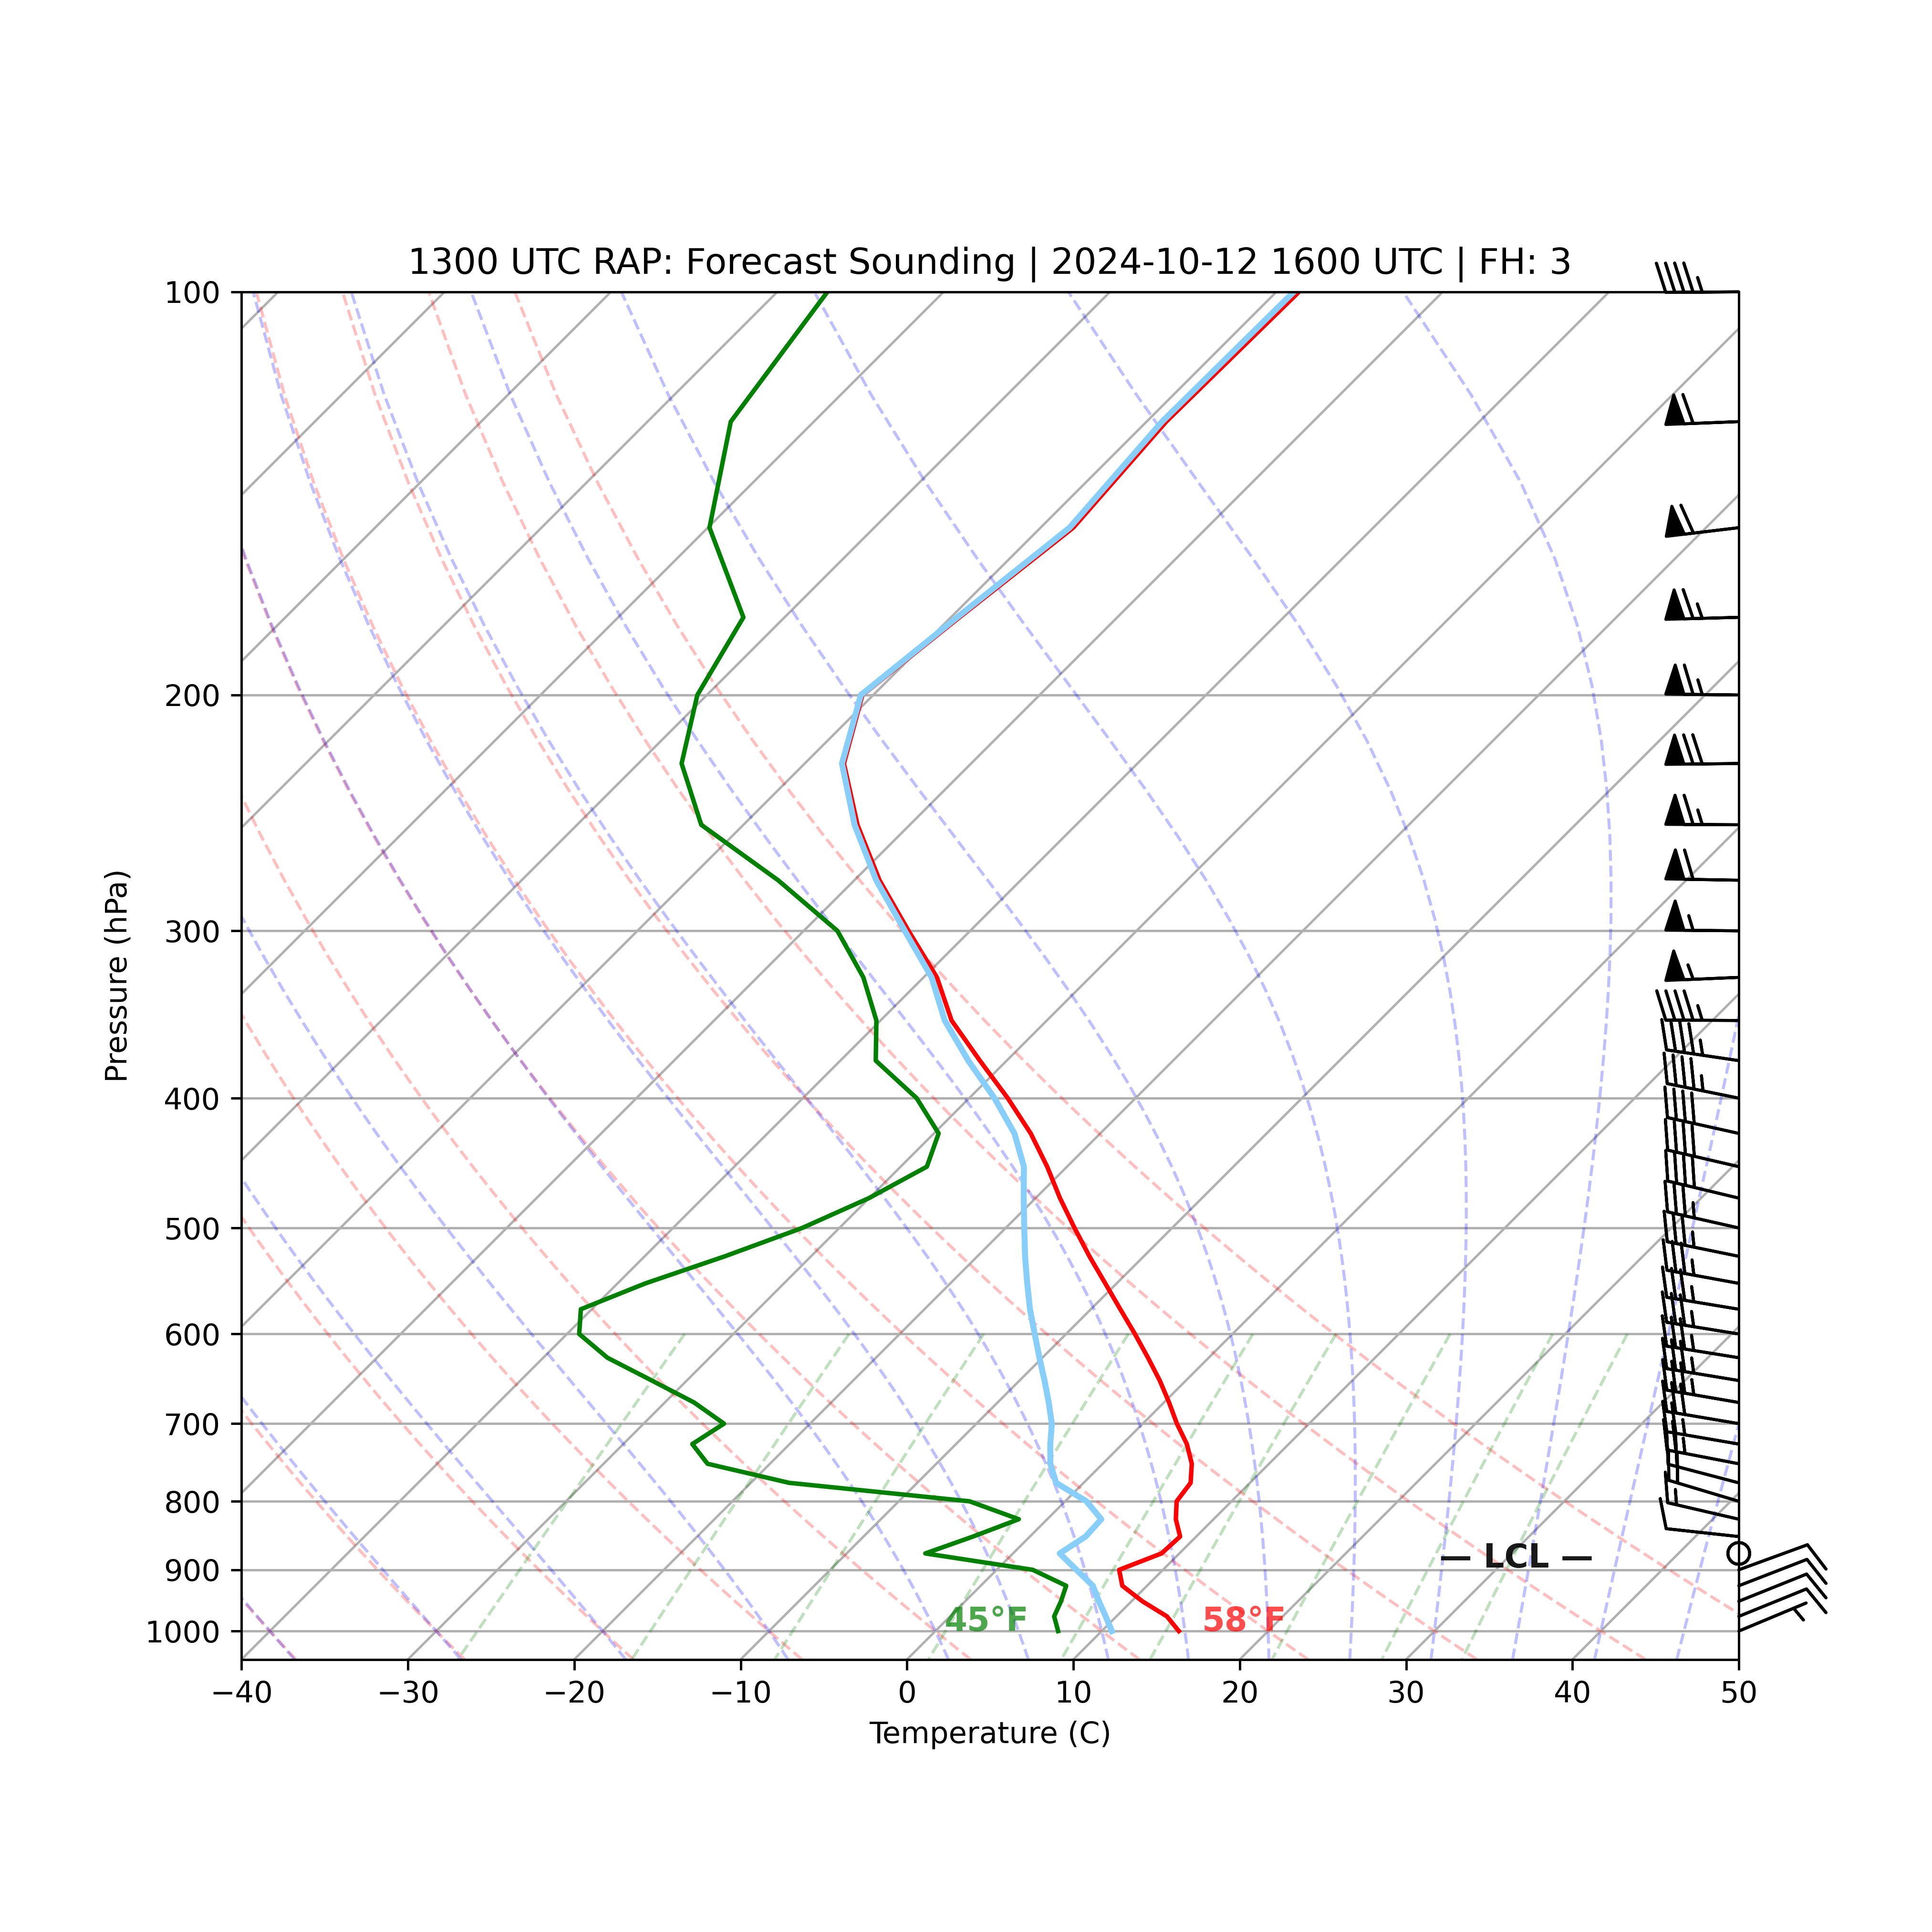 1300 UTC RAP: Forecast Sounding | 2024-10-12 1600 UTC | FH: 3
100
200
300
400
500
600
700
800
900
1000
Pressure (hPa)
— LCL —
45°F
58°F
−40 −30 −20 −10 0 10 20 30 40 50
Temperature (C)